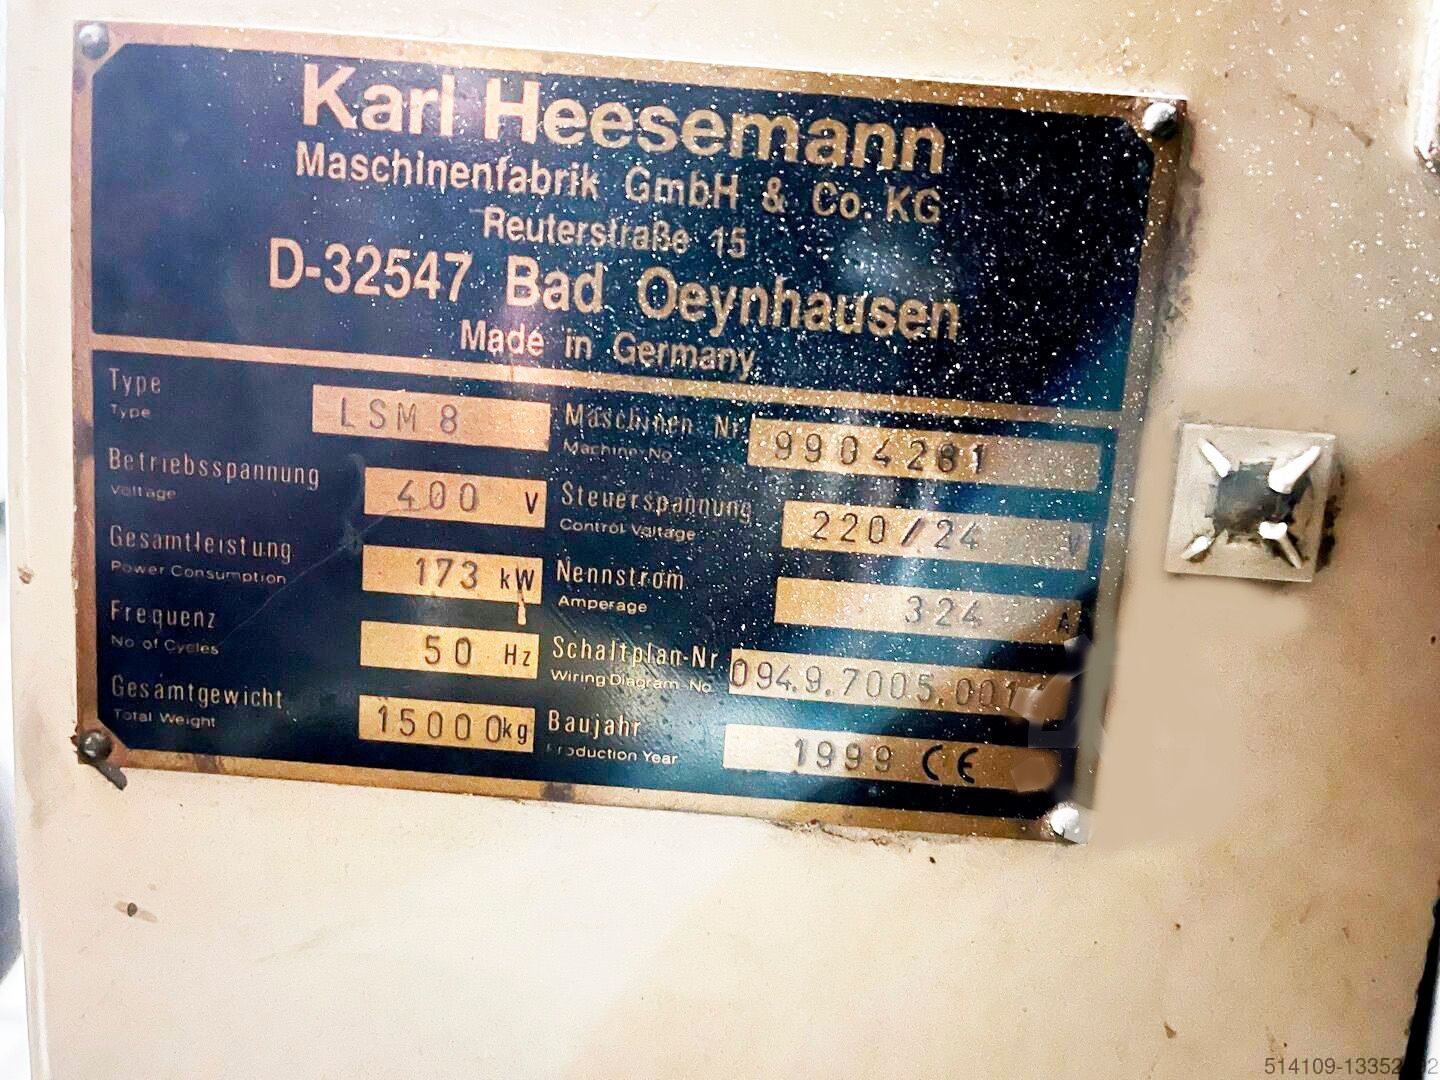 Karl Heesemann
Maschinenfabrik GmbH & Co. KG
Reuterstraße 15
D-32547 Bad Oeynhausen
Made in Germany
Type LSM 8 Maschinen Nr.
Type Machine No. 9904281
Betriebsspannung 400 V Steuerspannung 220/24 V
Voltage Control Voltage
Gesamtleistung 173 kW Nennstrom 324
Power Consumption Amperage
Frequenz 50 Hz Schaltplan-Nr. 094.9.7005.001
No of Cycles Wiring Diagram-No.
Gesamtgewicht 15000kg Baujahr 1999 CE
Total Weight Production Year